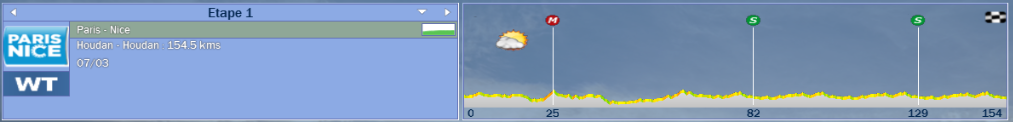 Etape 1
PARIS
NICE
WT
Paris - Nice
Houdan - Houdan . 154.5 kms
07/03
M
S
S
0
25
82
129
154